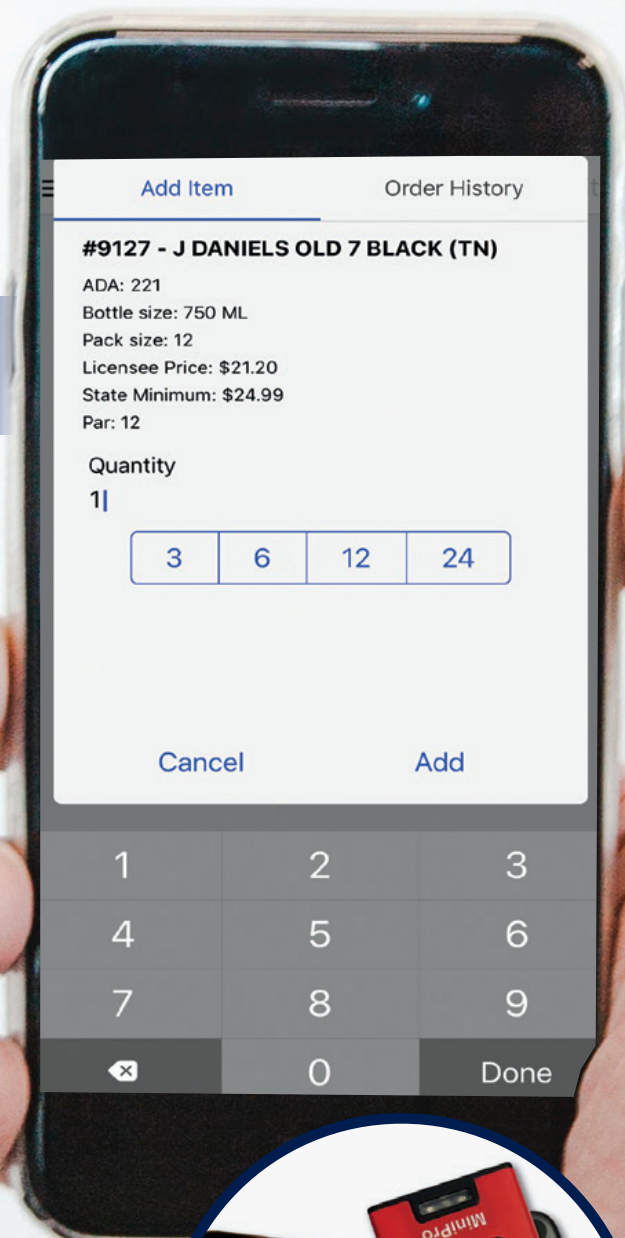 Add Item
Order History
#9127 - J DANIELS OLD 7 BLACK (TN)
ADA: 221
Bottle size: 750 ML
Pack size: 12
Licensee Price: $21.20
State Minimum: $24.99
Par: 12
Quantity
1
3 6 12 24
Cancel Add
1 2 3
4 5 6
7 8 9
0 Done
MiniPro